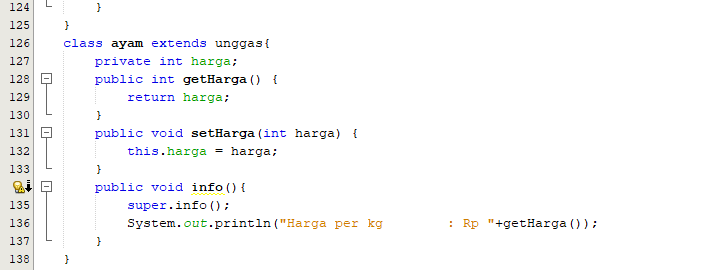 124 }
125 }
126 class ayam extends unggas{
127 private int harga;
128 public int getHarga() {
129 return harga;
130 }
131 public void setHarga(int harga) {
132 this.harga = harga;
133 }
public void info(){
135 super.info();
136 System.out.println("Harga per kg        : Rp "+getHarga());
137 }
138 }